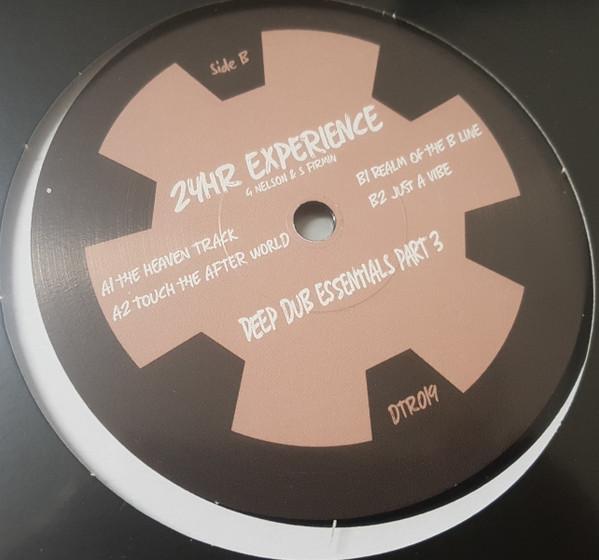 Side B
24HR EXPERIENCE
G NELSON & S FIRMIN
B1 REALM OF THE B LINE
B2 JUST A VIBE
A1 THE HEAVEN TRACK
A2 TOUCH THE AFTER WORLD
DEEP DUB ESSENTIALS PART 3
DTR019